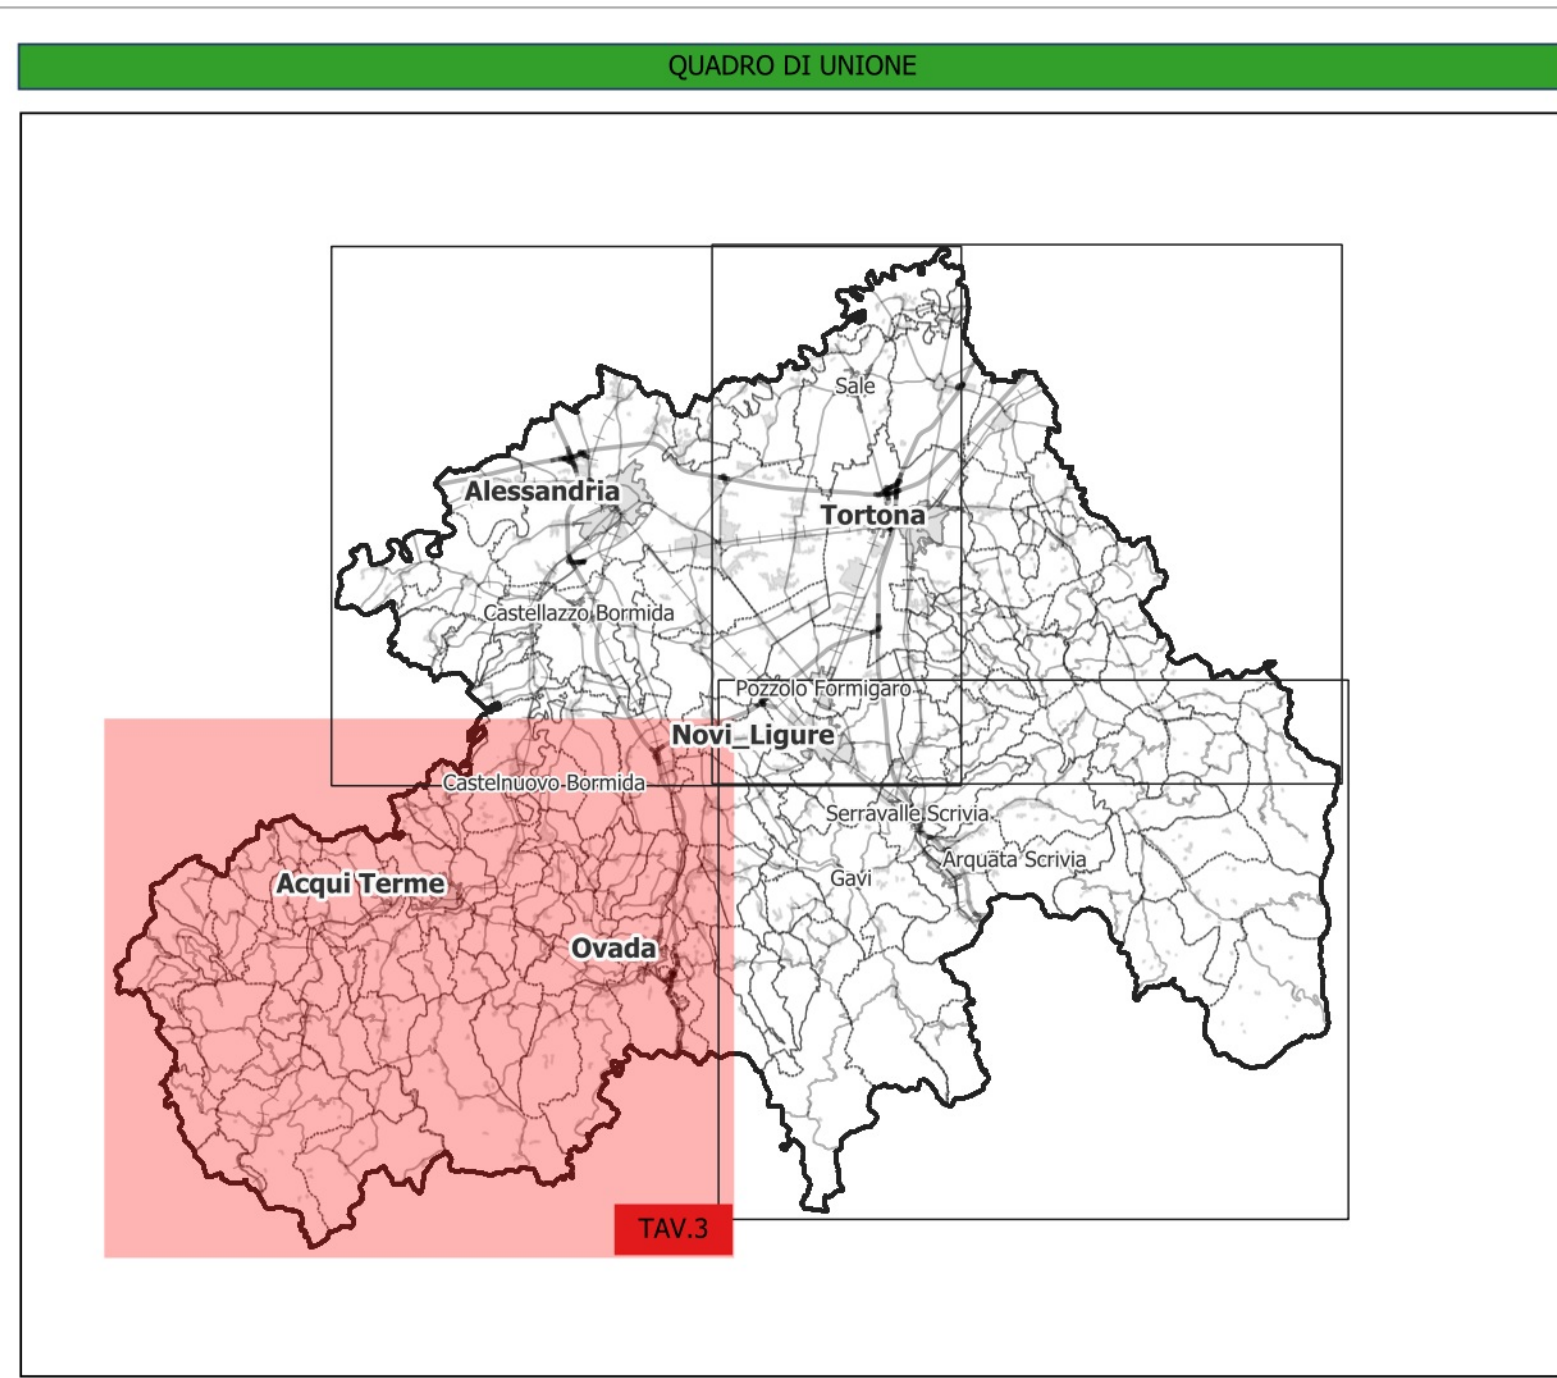 QUADRO DI UNIONE
Sale
Alessandria
Tortona
Castellazzo Bormida
Pozzolo Formigaro
Novi_Ligure
Castelnuovo Bormida
Serravalle Scrivia
Arquata Scrivia
Gavi
Acqui Terme
Ovada
TAV.3